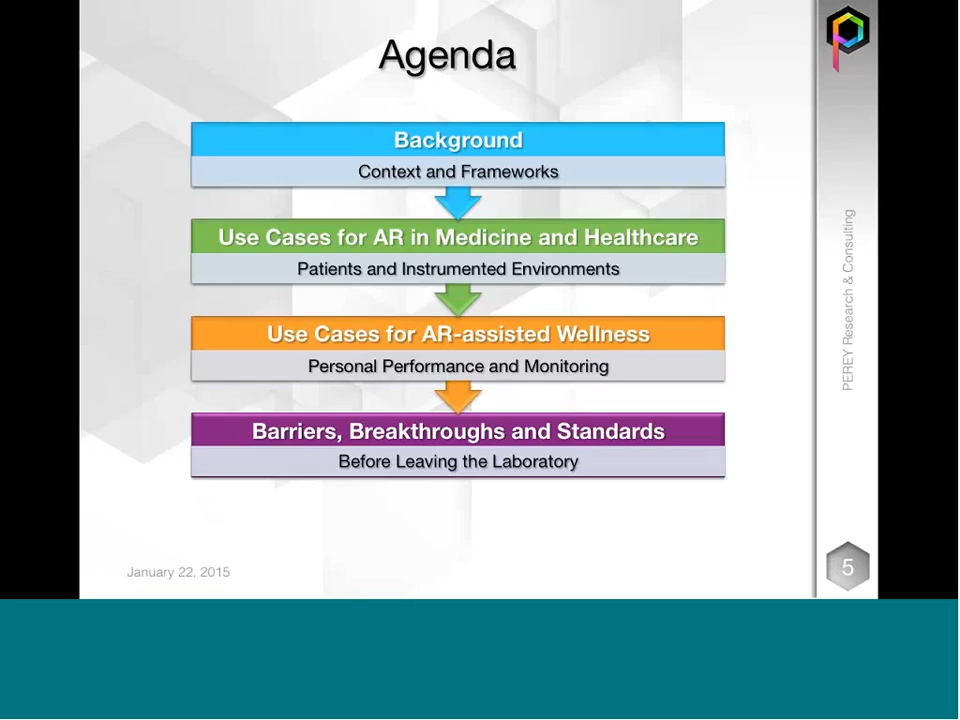 Agenda
Background
Context and Frameworks
Use Cases for AR in Medicine and Healthcare
Patients and Instrumented Environments
Use Cases for AR-assisted Wellness
Personal Performance and Monitoring
Barriers, Breakthroughs and Standards
Before Leaving the Laboratory
January 22, 2015
PEREY Research & Consulting
5